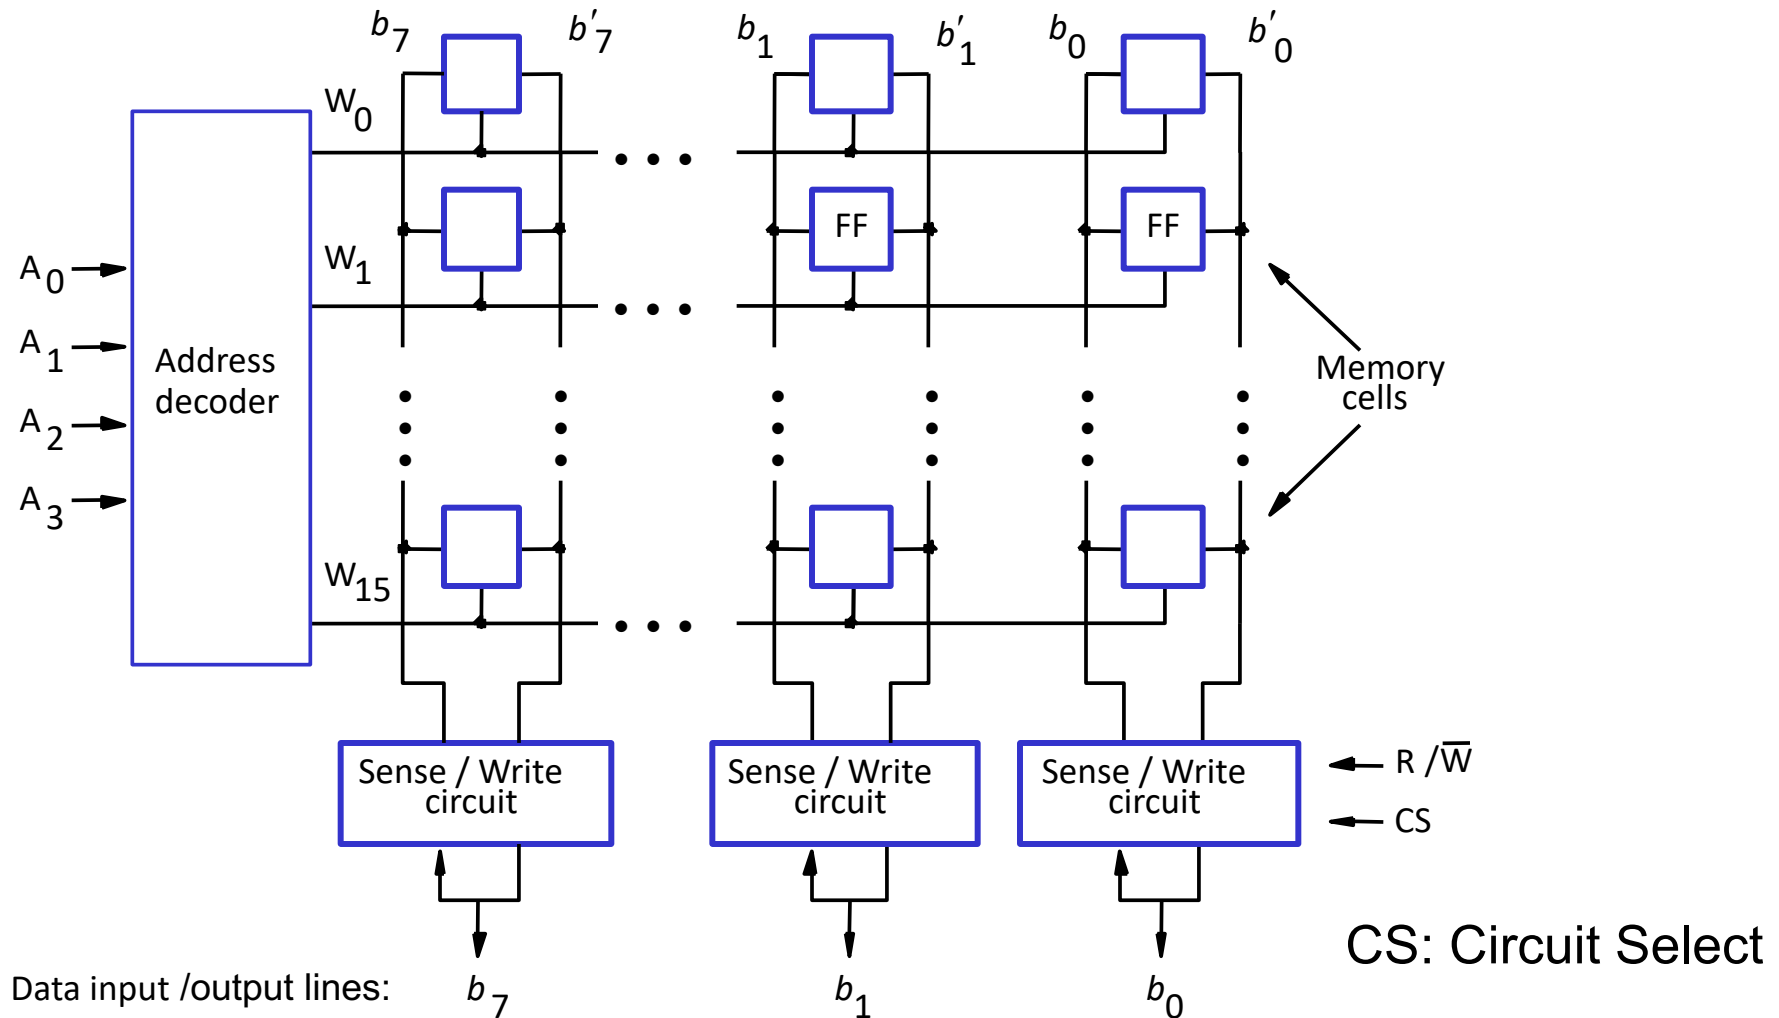 b7 b′7 b1 b′1 b0 b′0
W0
FF FF
W1
A0
A1
Address
decoder
Memory
cells
A2
A3
W15
Sense / Write
circuit
Sense / Write
circuit
Sense / Write
circuit
R / W̅
CS
CS: Circuit Select
Data input /output lines: b7 b1 b0